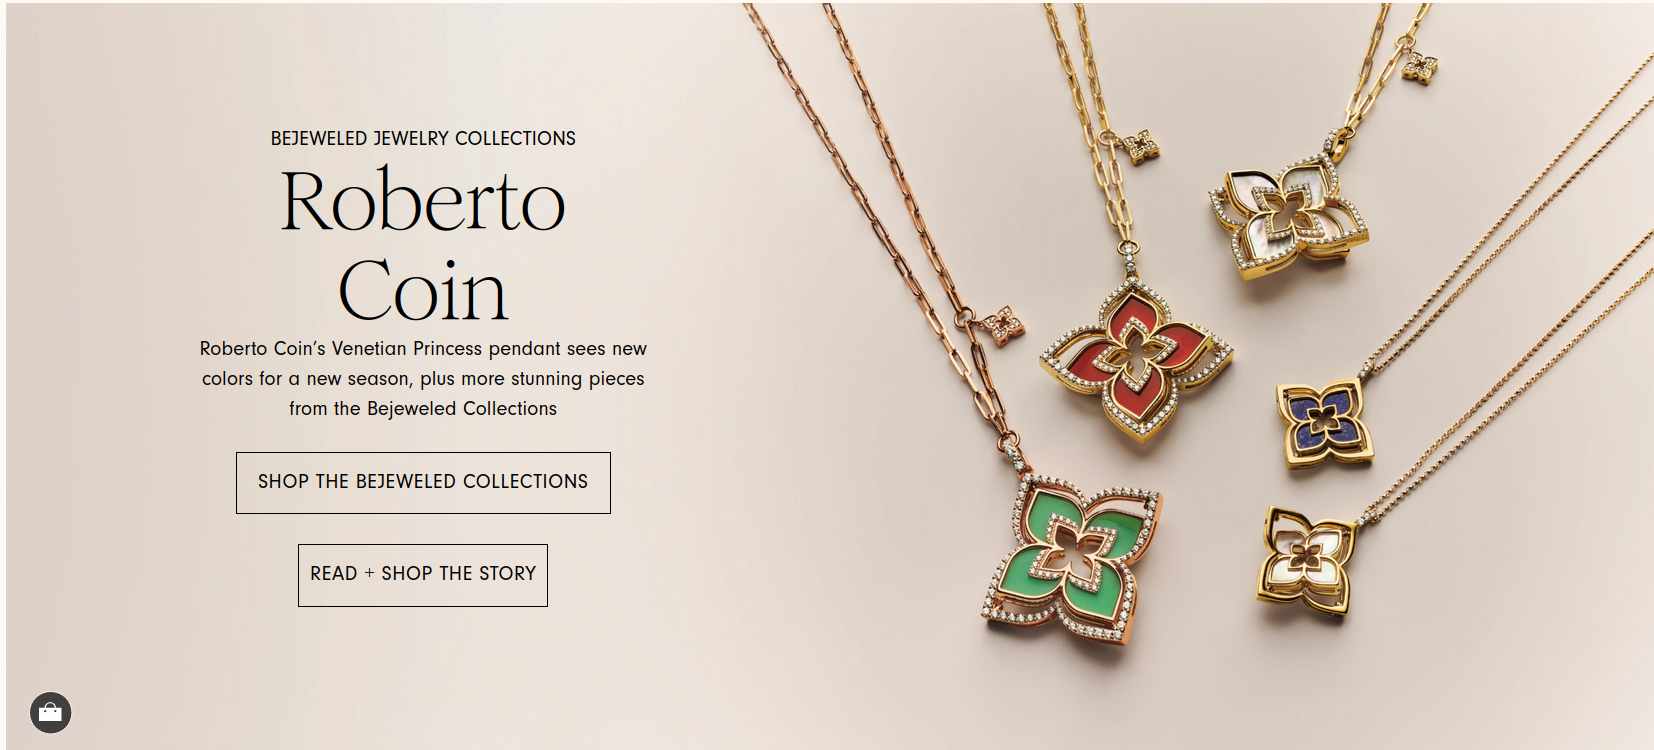 BEJEWELED JEWELRY COLLECTIONS
Roberto
Coin
Roberto Coin’s Venetian Princess pendant sees new
colors for a new season, plus more stunning pieces
from the Bejeweled Collections
SHOP THE BEJEWELED COLLECTIONS
READ + SHOP THE STORY